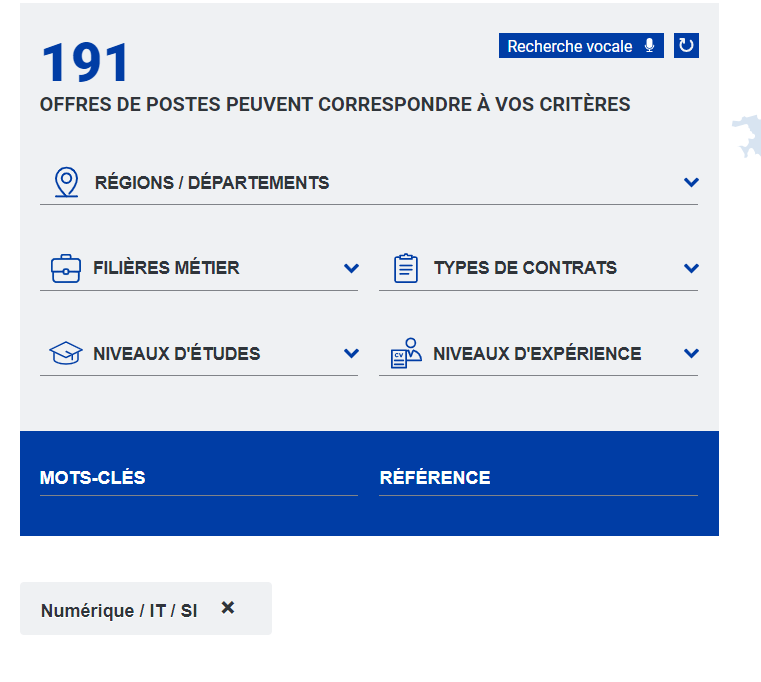 191
Recherche vocale
OFFRES DE POSTES PEUVENT CORRESPONDRE À VOS CRITÈRES
RÉGIONS / DÉPARTEMENTS
FILIÈRES MÉTIER
TYPES DE CONTRATS
NIVEAUX D'ÉTUDES
CV
NIVEAUX D'EXPÉRIENCE
MOTS-CLÉS
RÉFÉRENCE
Numérique / IT / SI ×